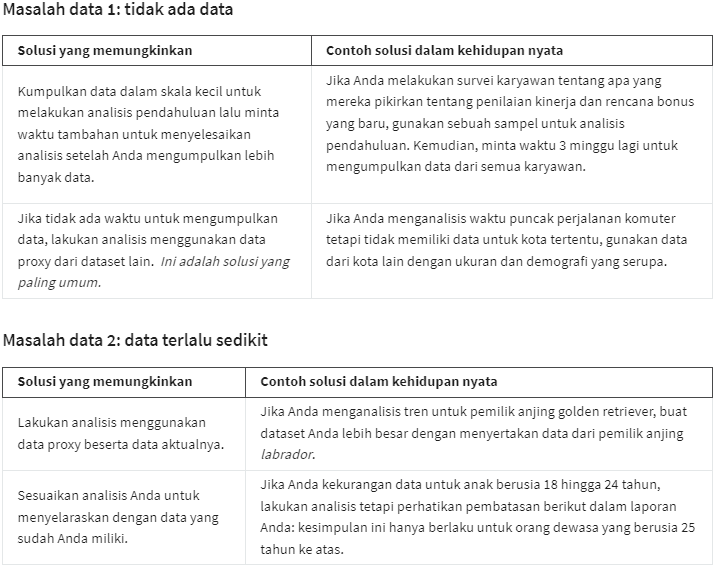 Masalah data 1: tidak ada data
Solusi yang memungkinkan
Contoh solusi dalam kehidupan nyata
Kumpulkan data dalam skala kecil untuk
melakukan analisis pendahuluan lalu minta
waktu tambahan untuk menyelesaikan
analisis setelah Anda mengumpulkan lebih
banyak data.
Jika Anda melakukan survei karyawan tentang apa yang
mereka pikirkan tentang penilaian kinerja dan rencana bonus
yang baru, gunakan sebuah sampel untuk analisis
pendahuluan. Kemudian, minta waktu 3 minggu lagi untuk
mengumpulkan data dari semua karyawan.
Jika tidak ada waktu untuk mengumpulkan
data, lakukan analisis menggunakan data
proxy dari dataset lain. Ini adalah solusi yang
paling umum.
Jika Anda menganalisis waktu puncak perjalanan komuter
tetapi tidak memiliki data untuk kota tertentu, gunakan data
dari kota lain dengan ukuran dan demografi yang serupa.
Masalah data 2: data terlalu sedikit
Solusi yang memungkinkan
Contoh solusi dalam kehidupan nyata
Lakukan analisis menggunakan
data proxy beserta data aktualnya.
Jika Anda menganalisis tren untuk pemilik anjing golden retriever, buat
dataset Anda lebih besar dengan menyertakan data dari pemilik anjing
labrador.
Sesuaikan analisis Anda untuk
menyelaraskan dengan data yang
sudah Anda miliki.
Jika Anda kekurangan data untuk anak berusia 18 hingga 24 tahun,
lakukan analisis tetapi perhatikan pembatasan berikut dalam laporan
Anda: kesimpulan ini hanya berlaku untuk orang dewasa yang berusia 25
tahun ke atas.